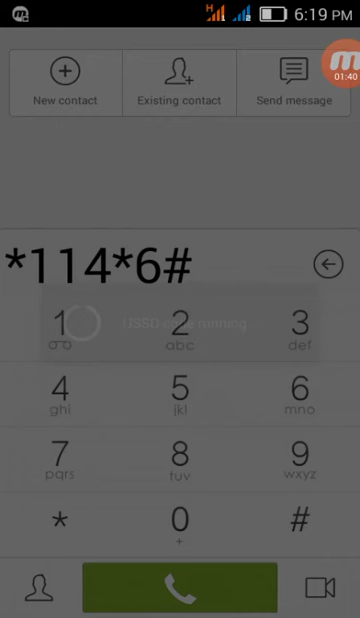 H 2 6:19 PM
01:40
New contact Existing contact Send message
*114*6#
USSD code running...
1 2 3
abc def
4 5 6
ghi jkl mno
7 8 9
pqrs tuv wxyz
* 0 #
+